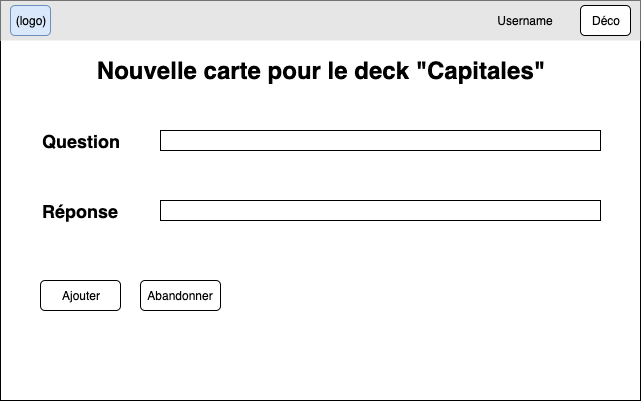 (logo) Username Déco
Nouvelle carte pour le deck "Capitales"
Question
Réponse
Ajouter Abandonner